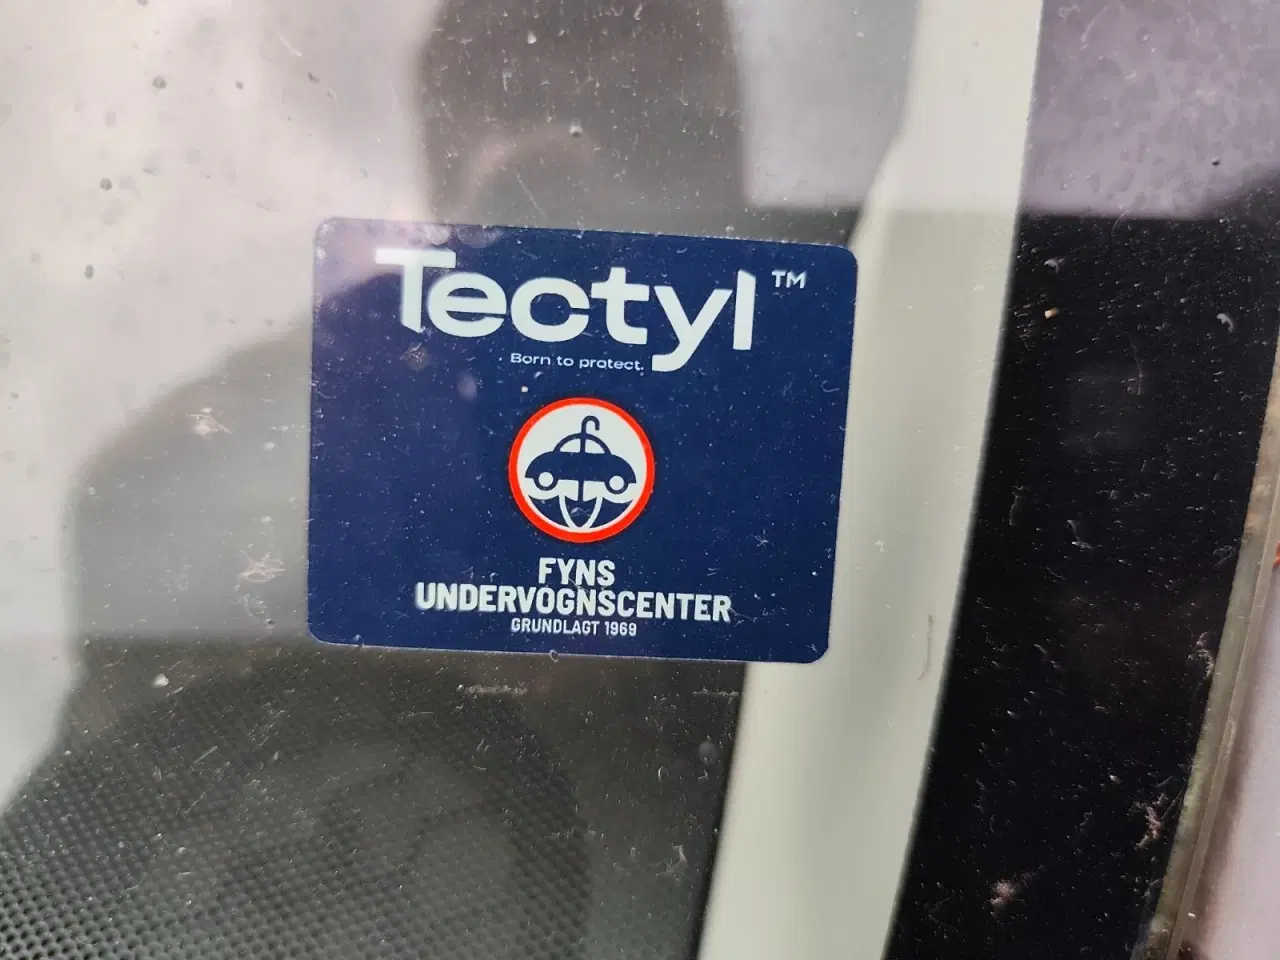 Tectyl™
Born to protect.
FYNS
UNDERVOGNSCENTER
GRUNDLAGT 1969